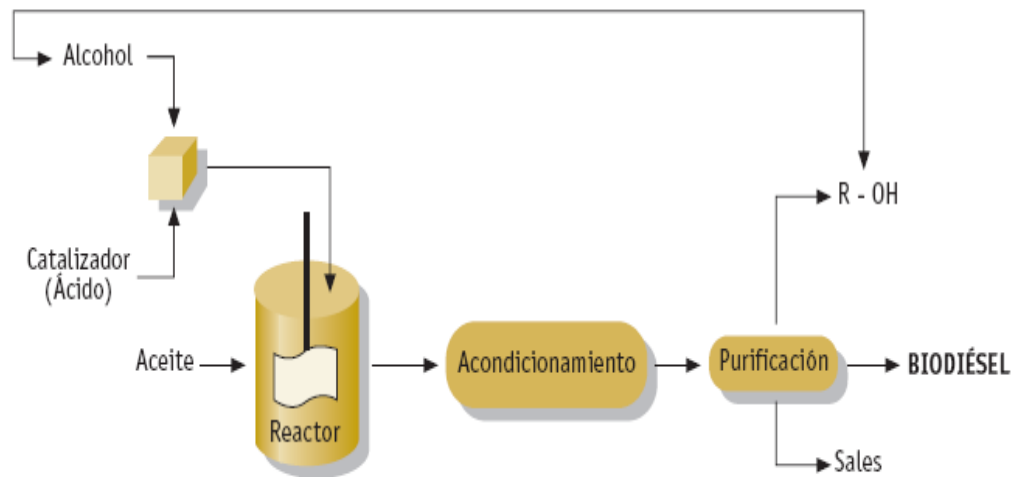 Alcohol
R - OH
Catalizador
(Ácido)
Aceite
Reactor
Acondicionamiento
Purificación
BIODIÉSEL
Sales